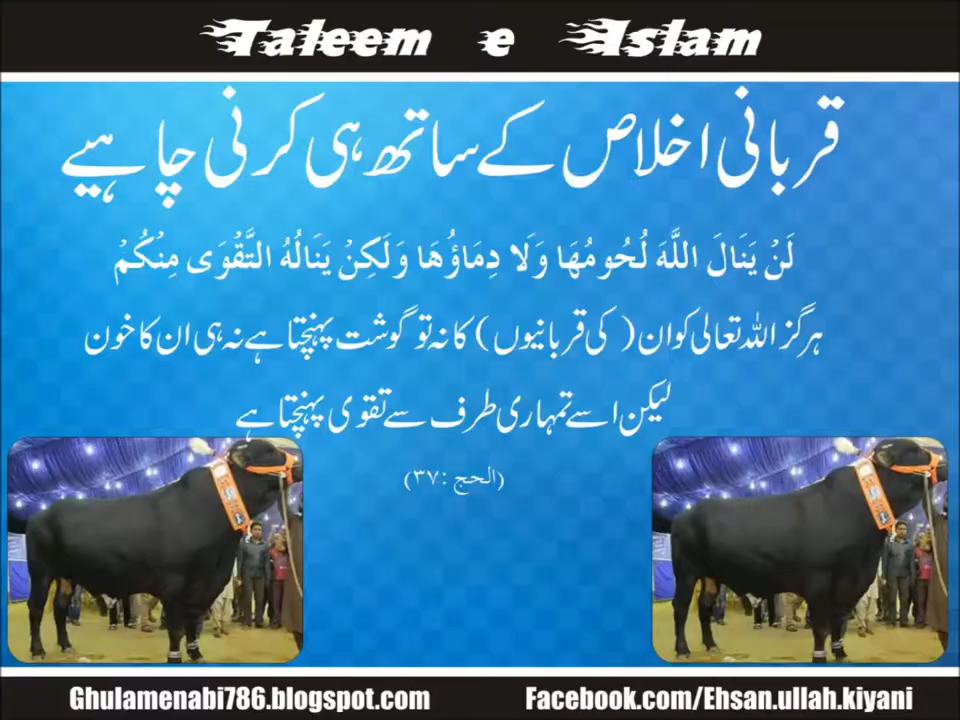 Taleem e Islam
قربانی اخلاص کے ساتھ ہی کرنی چاہیے
لَنْ يَنَالَ اللَّهَ لُحُومُهَا وَلَا دِمَاؤُهَا وَلَكِنْ يَنَالُهُ التَّقْوَى مِنْكُمْ
ہرگز اللہ تعالی کو ان (کی قربانیوں) کا نہ تو گوشت پہنچتا ہے نہ ہی ان کا خون
لیکن اسے تمہاری طرف سے تقوی پہنچتا ہے
(الحج :۳۷)
Ghulamenabi786.blogspot.com Facebook.com/Ehsan.ullah.kiyani